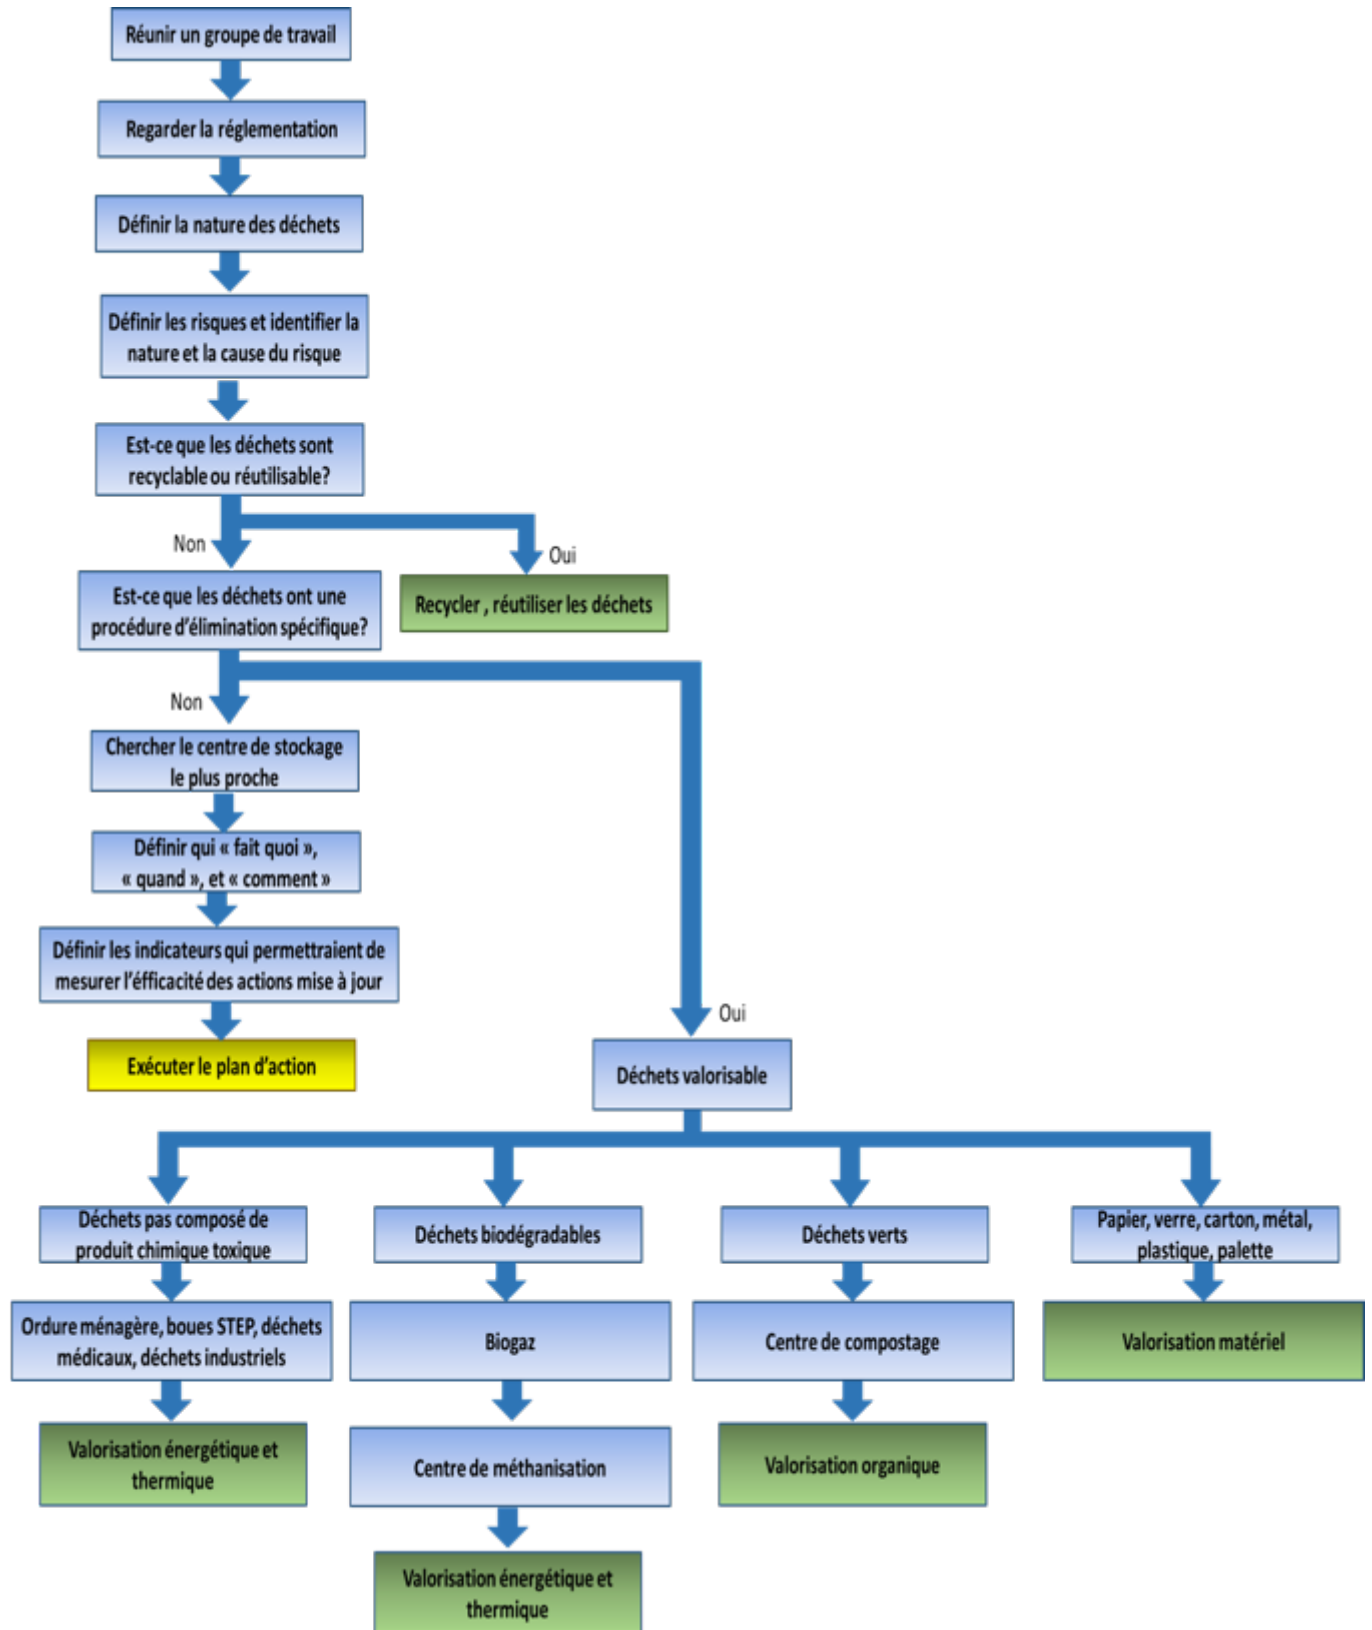 Réunir un groupe de travail
Regarder la réglementation
Définir la nature des déchets
Définir les risques et identifier la
nature et la cause du risque
Est-ce que les déchets sont
recyclable ou réutilisable?
Non
Oui
Est-ce que les déchets ont une
procédure d'élimination spécifique?
Recycler , réutiliser les déchets
Non
Chercher le centre de stockage
le plus proche
Définir qui « fait quoi »,
« quand », et « comment »
Définir les indicateurs qui permettraient de
mesurer l'éfficacité des actions mise à jour
Oui
Exécuter le plan d'action
Déchets valorisable
Déchets pas composé de
produit chimique toxique
Déchets biodégradables
Déchets verts
Papier, verre, carton, métal,
plastique, palette
Ordure ménagère, boues STEP, déchets
médicaux, déchets industriels
Biogaz
Centre de compostage
Valorisation matériel
Valorisation énergétique et
thermique
Centre de méthanisation
Valorisation organique
Valorisation énergétique et
thermique